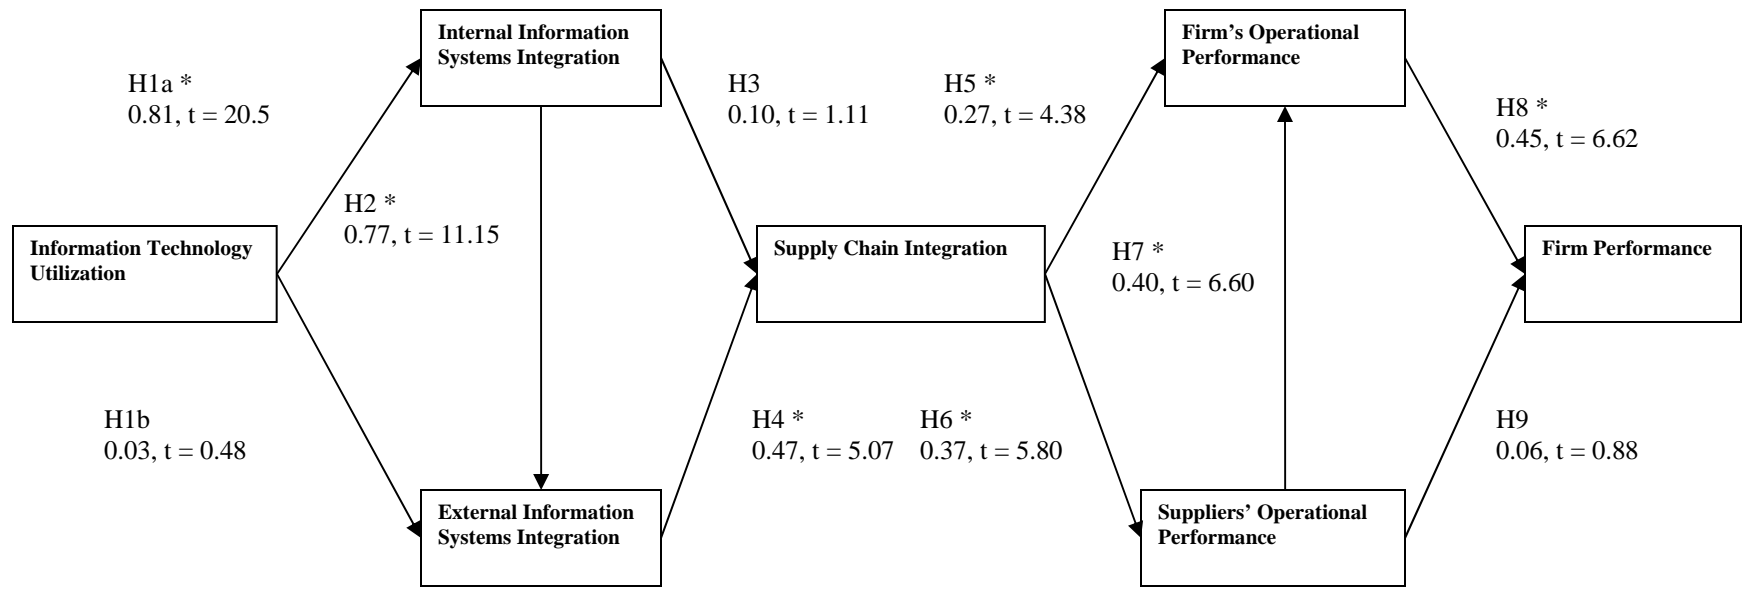 Internal Information
Systems Integration
Firm’s Operational
Performance
H1a *
0.81, t = 20.5
H3
0.10, t = 1.11
H5 *
0.27, t = 4.38
H8 *
0.45, t = 6.62
H2 *
0.77, t = 11.15
Information Technology
Utilization
Supply Chain Integration
H7 *
0.40, t = 6.60
Firm Performance
H1b
0.03, t = 0.48
H4 *
0.47, t = 5.07
H6 *
0.37, t = 5.80
H9
0.06, t = 0.88
External Information
Systems Integration
Suppliers’ Operational
Performance